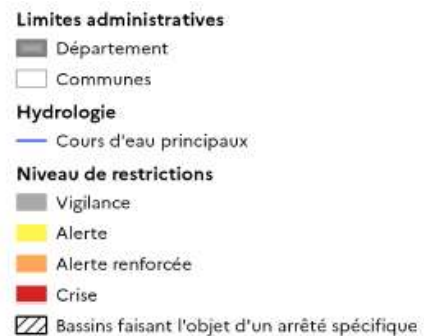 Limites administratives
Département
Communes
Hydrologie
Cours d'eau principaux
Niveau de restrictions
Vigilance
Alerte
Alerte renforcée
Crise
Bassins faisant l'objet d'un arrêté spécifique